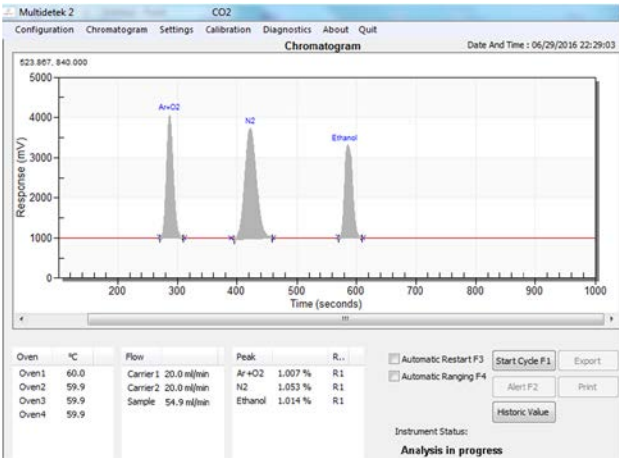 Multidetek 2 CO2
Configuration Chromatogram Settings Calibration Diagnostics About Quit
Chromatogram Date And Time : 06/29/2016 22:29:03
523.867, 840.000
5000
4000
3000
2000
1000
0
Response (mV)
Ar+O2
N2
Ethanol
200 300 400 500 600 700 800 900 1000
Time (seconds)
Oven °C
Oven1 60.0
Oven2 59.9
Oven3 59.9
Oven4 59.9
Flow
Carrier1 20.0 ml/min
Carrier2 20.0 ml/min
Sample 54.9 ml/min
Peak R..
Ar+O2 1.007 % R1
N2 1.053 % R1
Ethanol 1.014 % R1
Automatic Restart F3
Automatic Ranging F4
Start Cycle F1 Export
Alert F2 Print
Historic Value
Instrument Status:
Analysis in progress